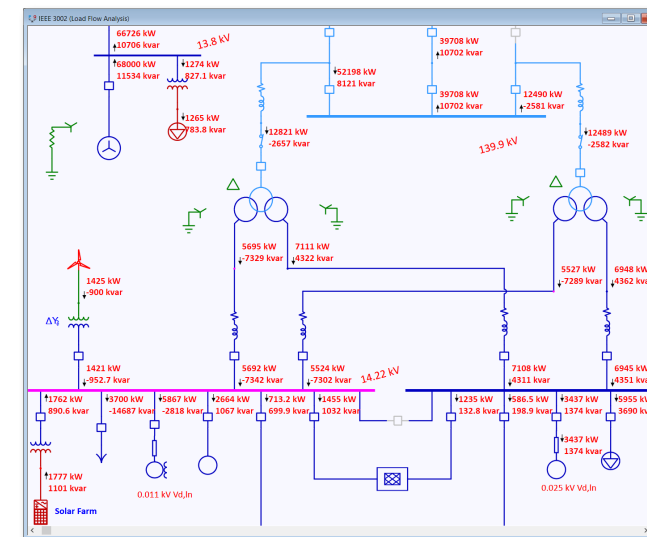 IEEE 3002 (Load Flow Analysis)
66726 kW
10706 kvar
13.8 kV
68000 kW
11534 kvar
1274 kW
827.1 kvar
1265 kW
783.8 kvar
52198 kW
8121 kvar
39708 kW
10702 kvar
39708 kW
10702 kvar
12490 kW
-2581 kvar
12821 kW
-2657 kvar
139.9 kV
12489 kW
-2582 kvar
5695 kW
-7329 kvar
7111 kW
4322 kvar
5527 kW
-7289 kvar
6948 kW
4362 kv
1425 kW
-900 kvar
1421 kW
-952.7 kvar
5692 kW
-7342 kvar
5524 kW
-7302 kvar
14.22 kV
7108 kW
4311 kvar
6945 kW
4351 kv
1762 kW
890.6 kvar
3700 kW
-14687 kvar
5867 kW
-2818 kvar
2664 kW
1067 kvar
713.2 kW
699.9 kvar
1455 kW
1032 kvar
1235 kW
132.8 kvar
586.5 kW
198.9 kvar
3437 kW
1374 kvar
5955 kW
3690 kv
3437 kW
1374 kvar
1777 kW
1101 kvar
0.011 kV Vd,ln
0.025 kV Vd,ln
Solar Farm